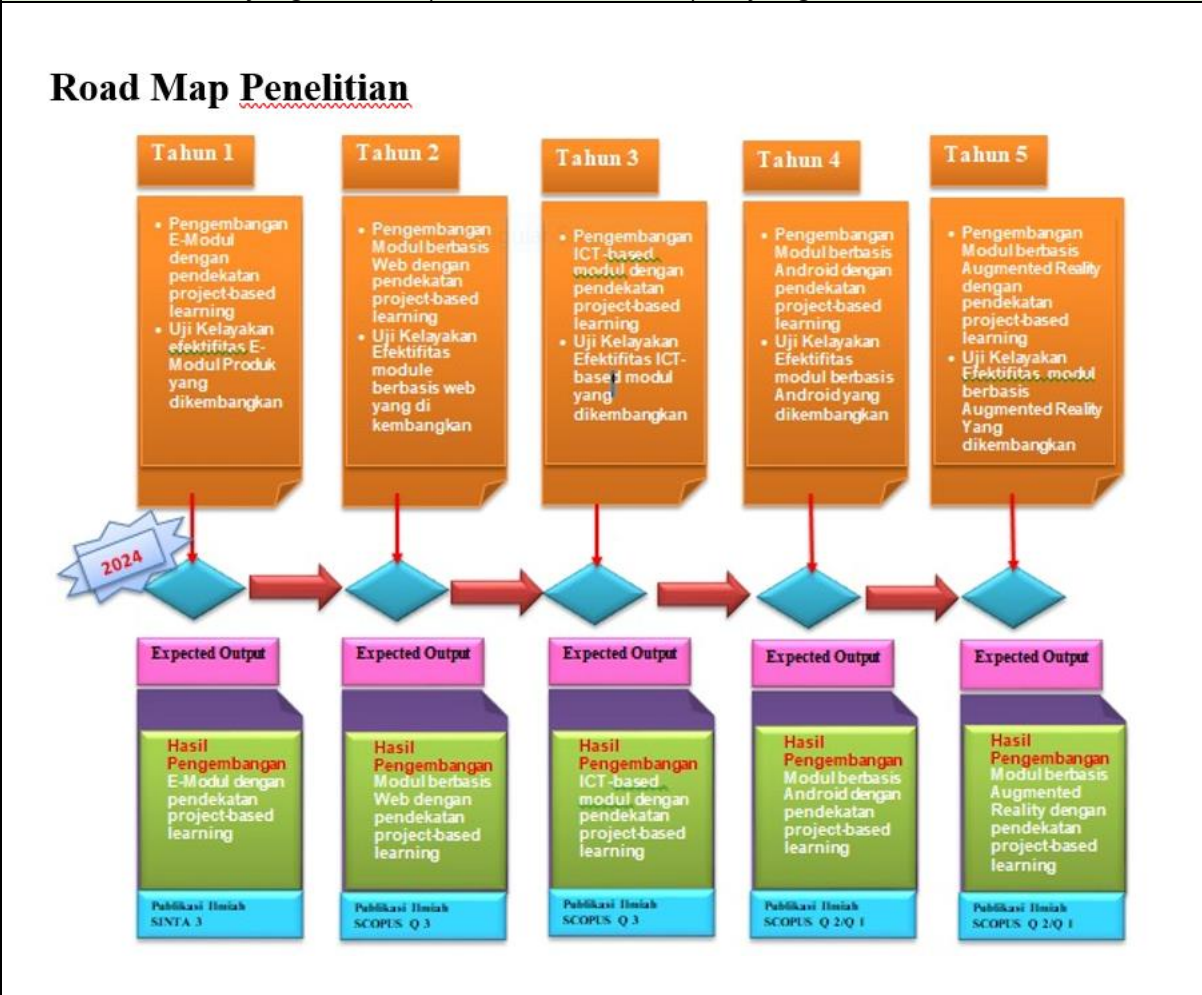 Road Map Penelitian
Tahun 1
Tahun 2
Tahun 3
Tahun 4
Tahun 5
• Pengembangan
E-Modul
dengan
pendekatan
project-based
learning
• Uji Kelayakan
efektifitas E-
Modul Produk
yang
dikembangkan
• Pengembangan
Modul berbasis
Web dengan
pendekatan
project-based
learning
• Uji Kelayakan
Efektifitas
module
berbasis web
yang di
kembangkan
• Pengembangan
ICT-based
modul dengan
pendekatan
project-based
learning
• Uji Kelayakan
Efektifitas ICT-
based modul
yang
dikembangkan
• Pengembangan
Modul berbasis
Android dengan
pendekatan
project-based
learning
• Uji Kelayakan
Efektifitas
modul berbasis
Android yang
dikembangkan
• Pengembangan
Modul berbasis
Augmented Reality
dengan
pendekatan
project-based
learning
• Uji Kelayakan
Efektifitas modul
berbasis
Augmented Reality
Yang
dikembangkan
2024
Expected Output
Expected Output
Expected Output
Expected Output
Expected Output
Hasil
Pengembangan
E-Modul dengan
pendekatan
project-based
learning
Hasil
Pengembangan
Modul berbasis
Web dengan
pendekatan
project-based
learning
Hasil
Pengembangan
ICT-based
modul dengan
pendekatan
project-based
learning
Hasil
Pengembangan
Modul berbasis
Android dengan
pendekatan
project-based
learning
Hasil
Pengembangan
Modul berbasis
Augmented
Reality dengan
pendekatan
project-based
learning
Publikasi Ilmiah
SINTA 3
Publikasi Ilmiah
SCOPUS Q 3
Publikasi Ilmiah
SCOPUS Q 3
Publikasi Ilmiah
SCOPUS Q 2/Q 1
Publikasi Ilmiah
SCOPUS Q 2/Q 1